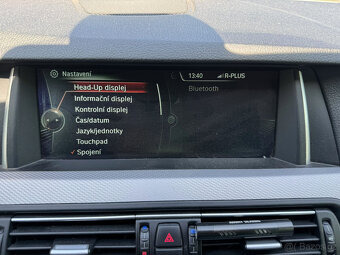 Nastavení
13:40 R-PLUS
Head-Up displej
Bluetooth
Informační displej
Kontrolní displej
Čas/datum
Jazyk/jednotky
Touchpad
Spojení